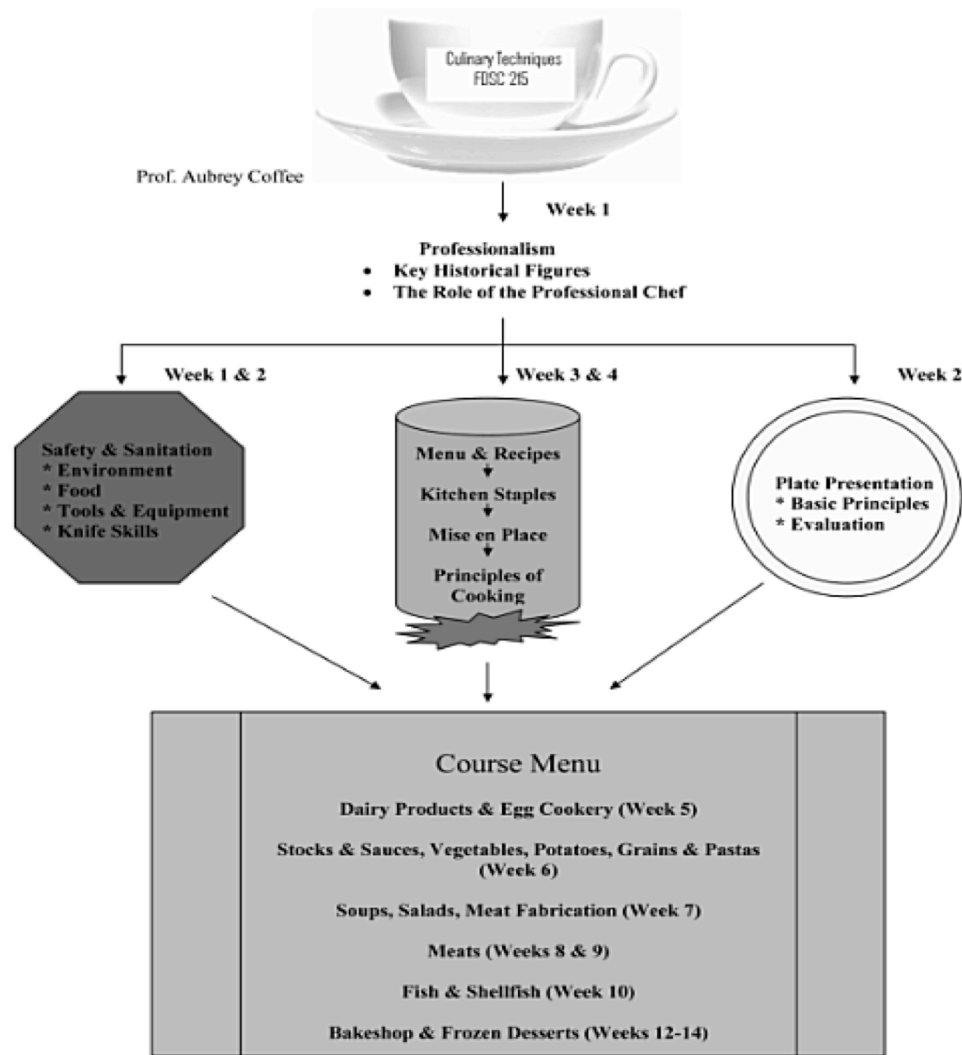 Culinary Techniques
FDSC 215
Prof. Aubrey Coffee
Week 1
Professionalism
• Key Historical Figures
• The Role of the Professional Chef
Week 1 & 2
Week 3 & 4
Week 2
Safety & Sanitation
* Environment
* Food
* Tools & Equipment
* Knife Skills
Menu & Recipes
Kitchen Staples
Mise en Place
Principles of
Cooking
Plate Presentation
* Basic Principles
* Evaluation
Course Menu
Dairy Products & Egg Cookery (Week 5)
Stocks & Sauces, Vegetables, Potatoes, Grains & Pastas
(Week 6)
Soups, Salads, Meat Fabrication (Week 7)
Meats (Weeks 8 & 9)
Fish & Shellfish (Week 10)
Bakeshop & Frozen Desserts (Weeks 12-14)